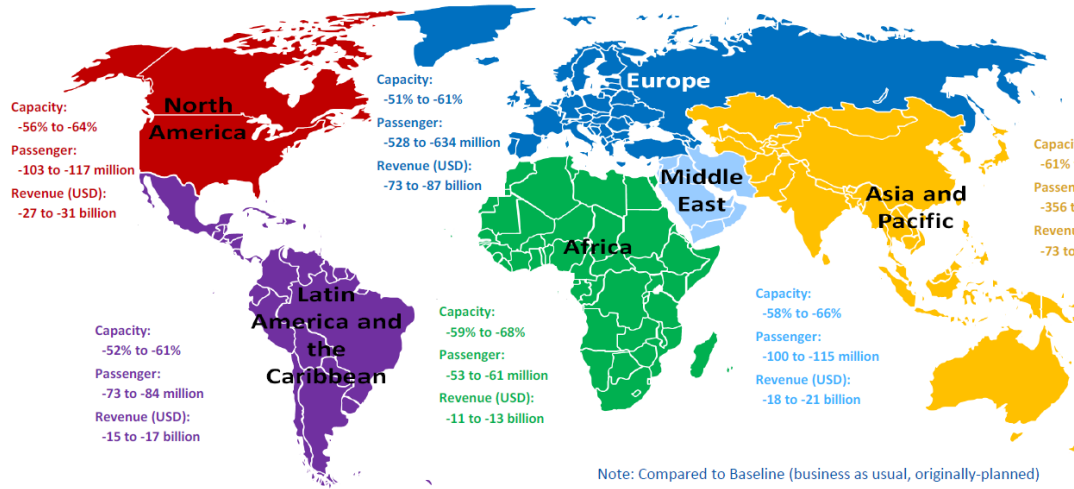 North
America
Capacity:
-56% to -64%
Passenger:
-103 to -117 million
Revenue (USD):
-27 to -31 billion
Europe
Capacity:
-51% to -61%
Passenger:
-528 to -634 million
Revenue (USD):
-73 to -87 billion
Middle
East
Asia and
Pacific
-61%
-356 to
-73 to
Africa
Latin
America and
the
Caribbean
Capacity:
-52% to -61%
Passenger:
-73 to -84 million
Revenue (USD):
-15 to -17 billion
Capacity:
-59% to -68%
Passenger:
-53 to -61 million
Revenue (USD):
-11 to -13 billion
Capacity:
-58% to -66%
Passenger:
-100 to -115 million
Revenue (USD):
-18 to -21 billion
Note: Compared to Baseline (business as usual, originally-planned)